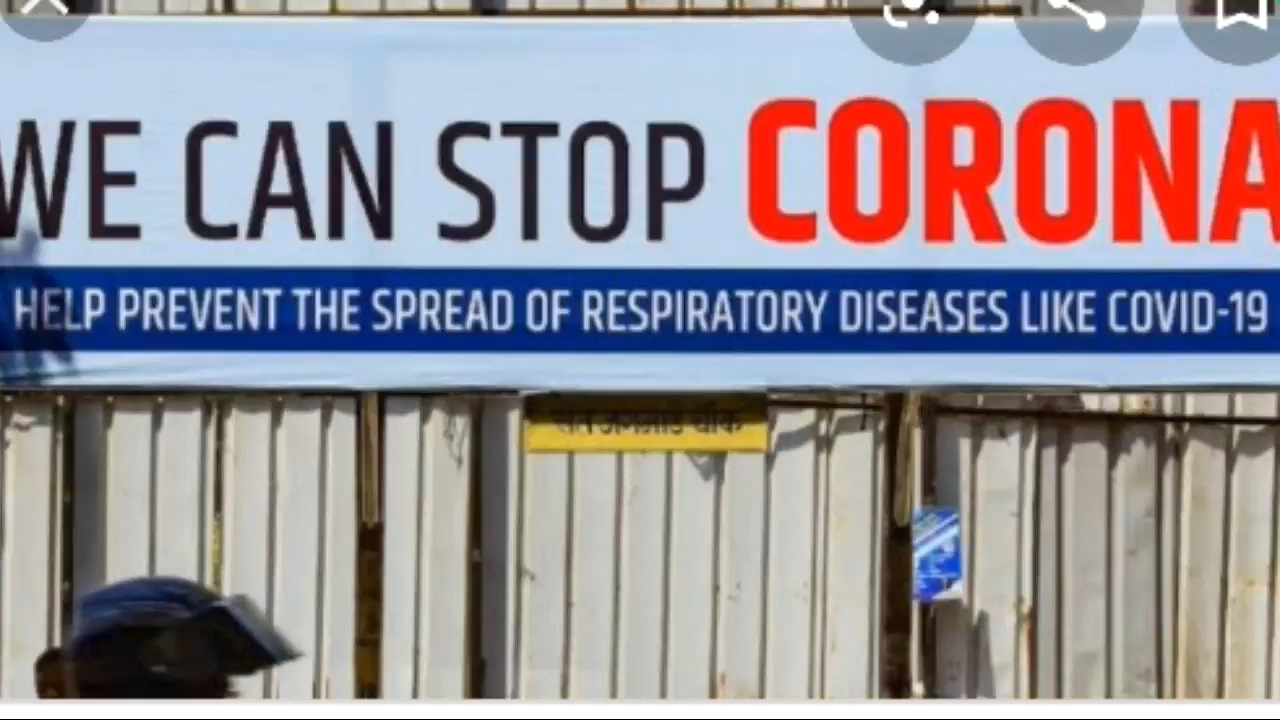 WE CAN STOP CORONA
HELP PREVENT THE SPREAD OF RESPIRATORY DISEASES LIKE COVID-19